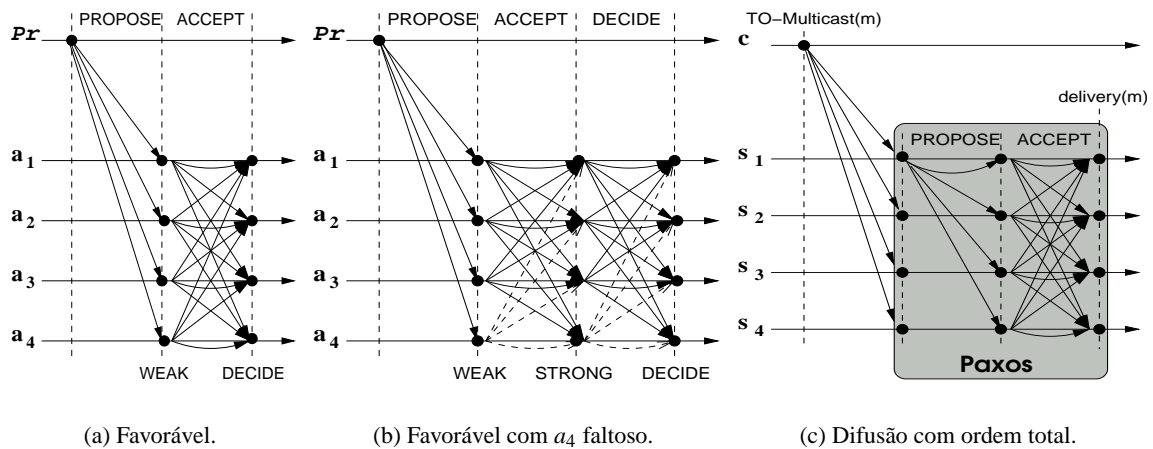 PROPOSE ACCEPT
Pr
a1
a2
a3
a4
WEAK DECIDE
(a) Favorável.
PROPOSE ACCEPT DECIDE
Pr
a1
a2
a3
a4
WEAK STRONG DECIDE
(b) Favorável com a4 faltoso.
TO−Multicast(m)
c
delivery(m)
PROPOSE ACCEPT
s1
s2
s3
s4
Paxos
(c) Difusão com ordem total.